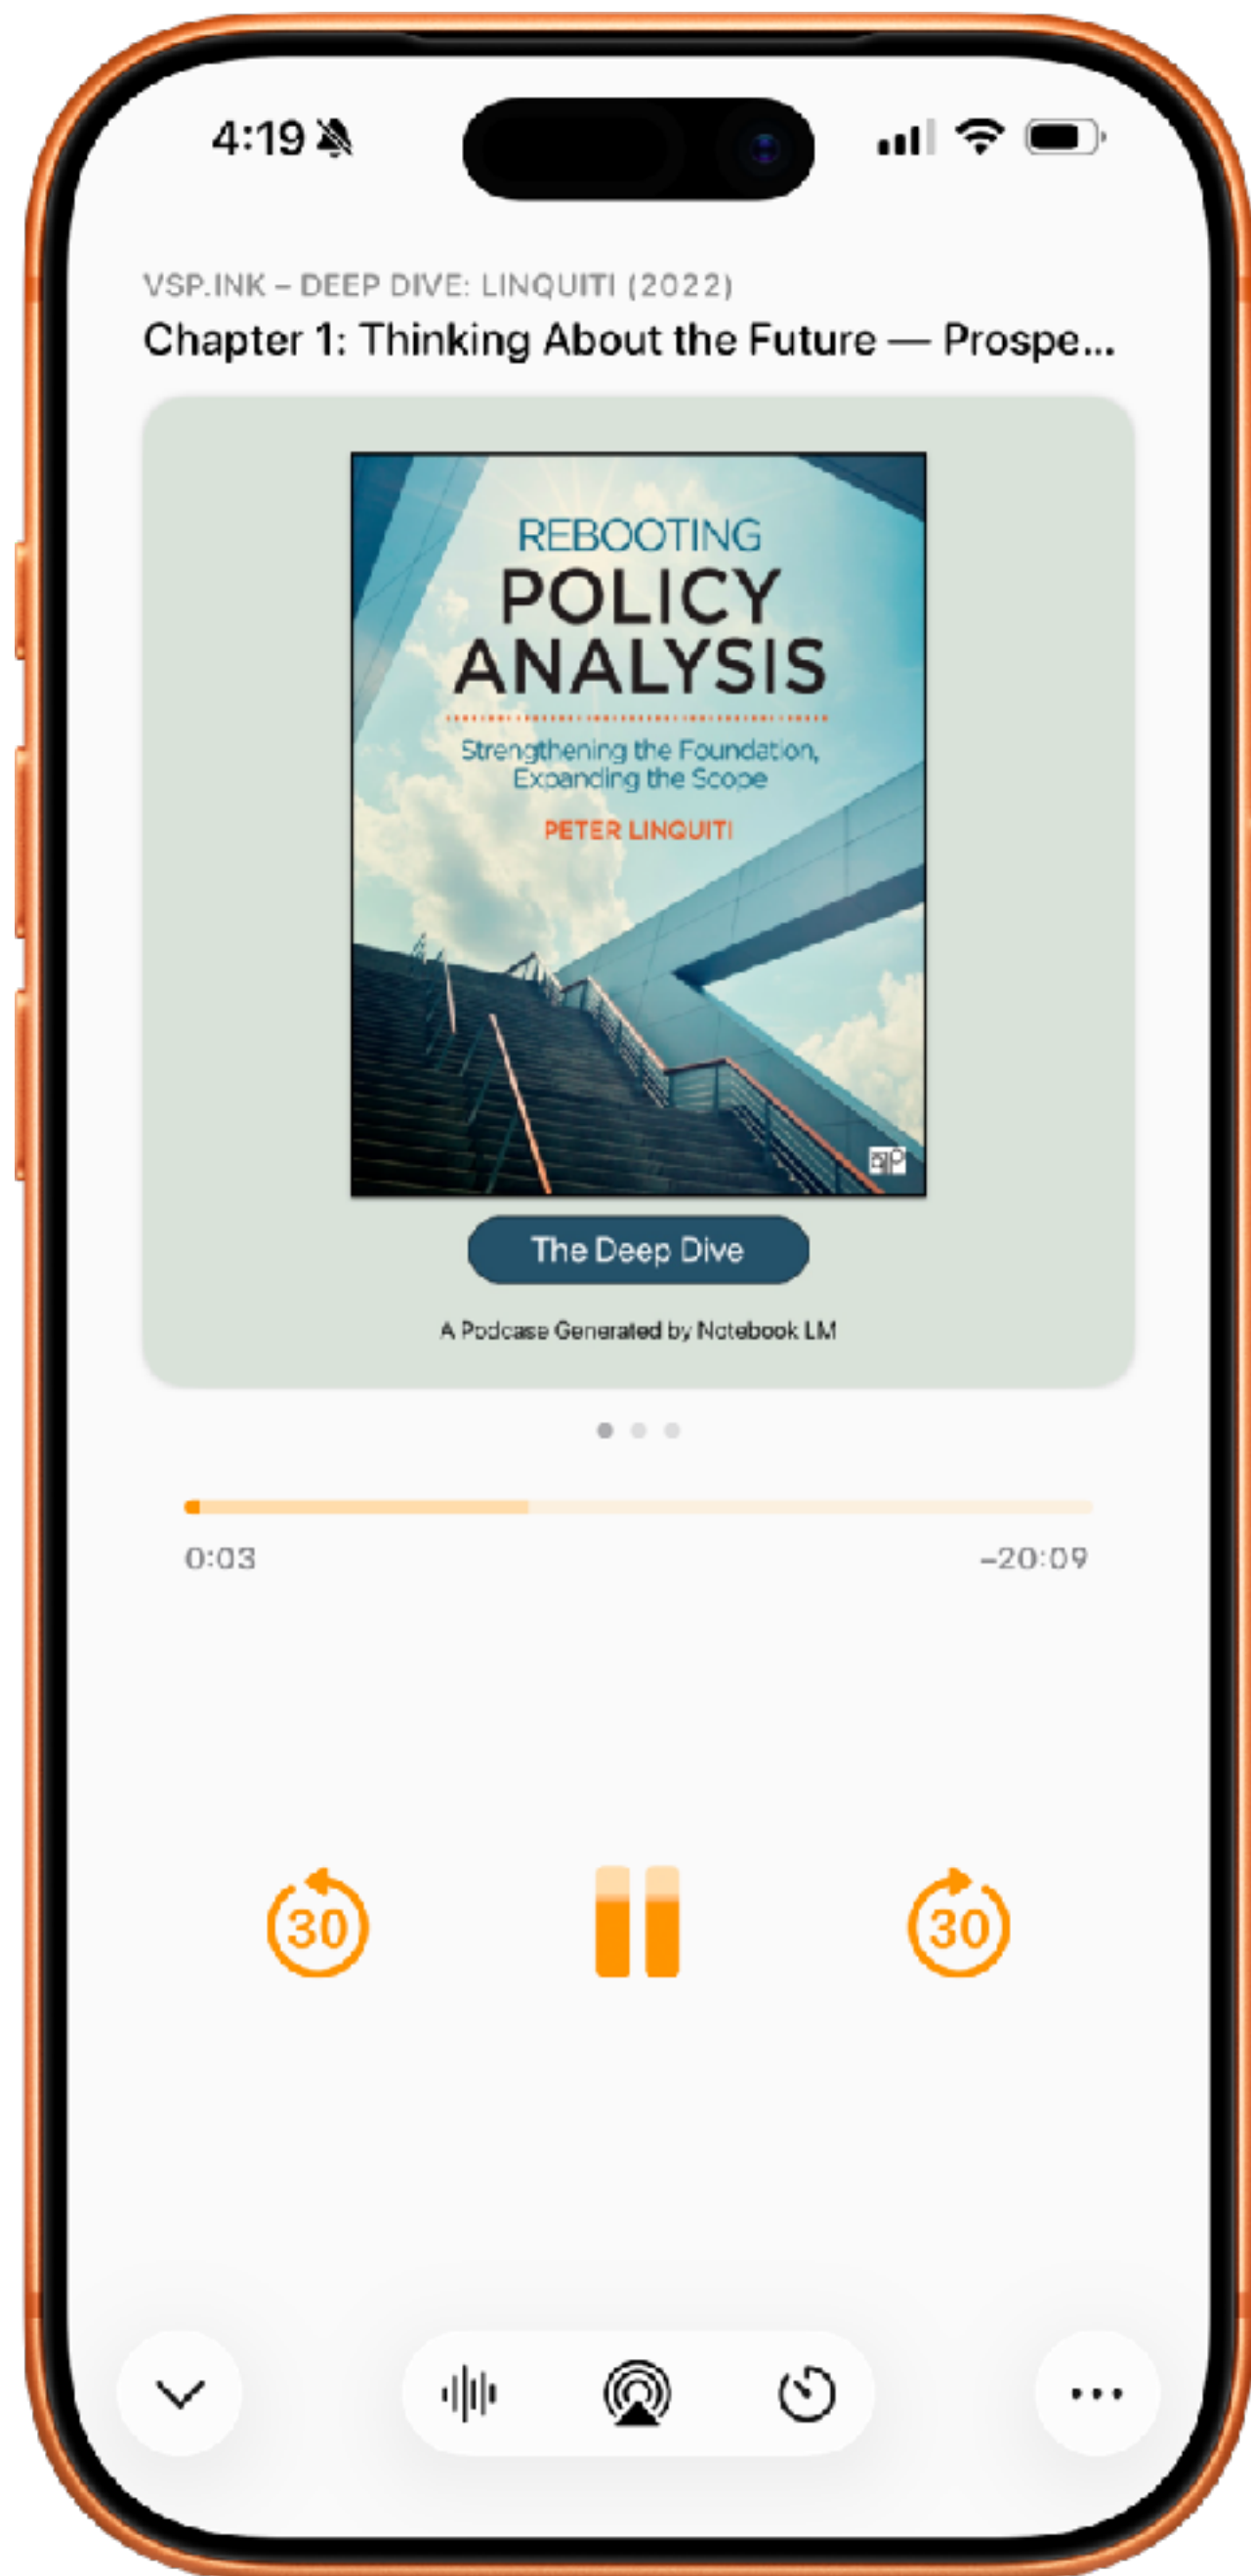 4:19
VSP.INK – DEEP DIVE: LINQUITI (2022)
Chapter 1: Thinking About the Future — Prospe...
REBOOTING
POLICY
ANALYSIS
Strengthening the Foundation,
Expanding the Scope
PETER LINQUITI
The Deep Dive
A Podcase Generated by Notebook LM
0:03
–20:09
30
30